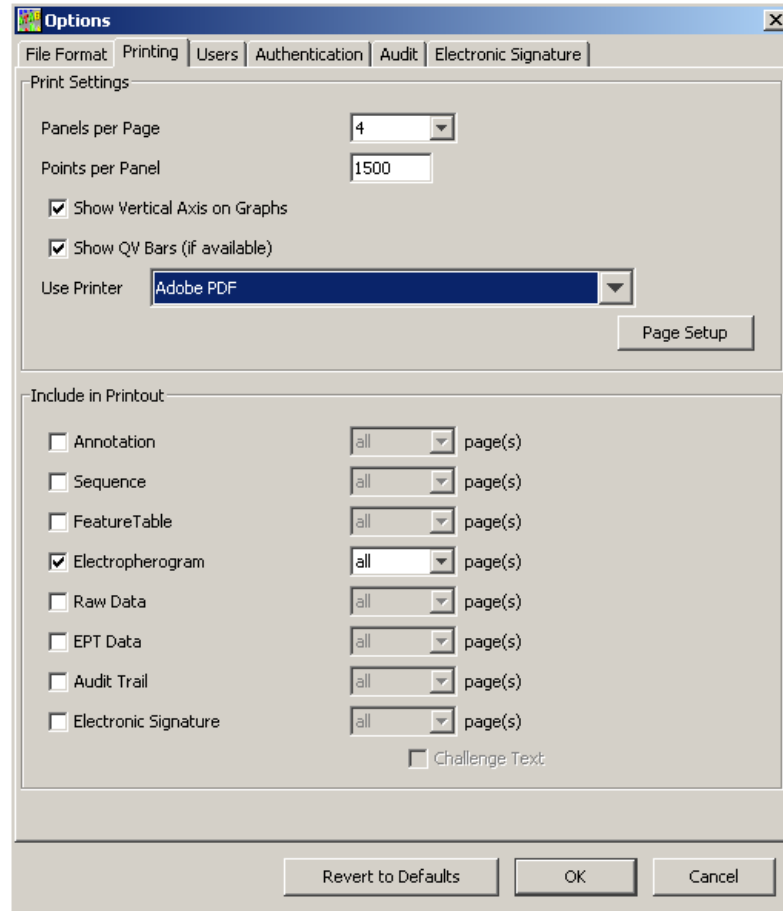 Options
File Format Printing Users Authentication Audit Electronic Signature
Print Settings
Panels per Page 4
Points per Panel 1500
Show Vertical Axis on Graphs
Show QV Bars (if available)
Use Printer Adobe PDF
Page Setup
Include in Printout
Annotation all page(s)
Sequence all page(s)
FeatureTable all page(s)
Electropherogram all page(s)
Raw Data all page(s)
EPT Data all page(s)
Audit Trail all page(s)
Electronic Signature all page(s)
Challenge Text
Revert to Defaults OK Cancel